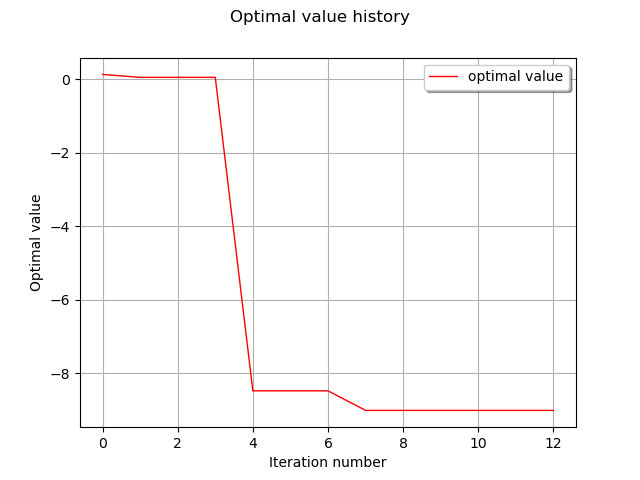 Optimal value history
optimal value
Optimal value
0
−2
−4
−6
−8
0 2 4 6 8 10 12
Iteration number